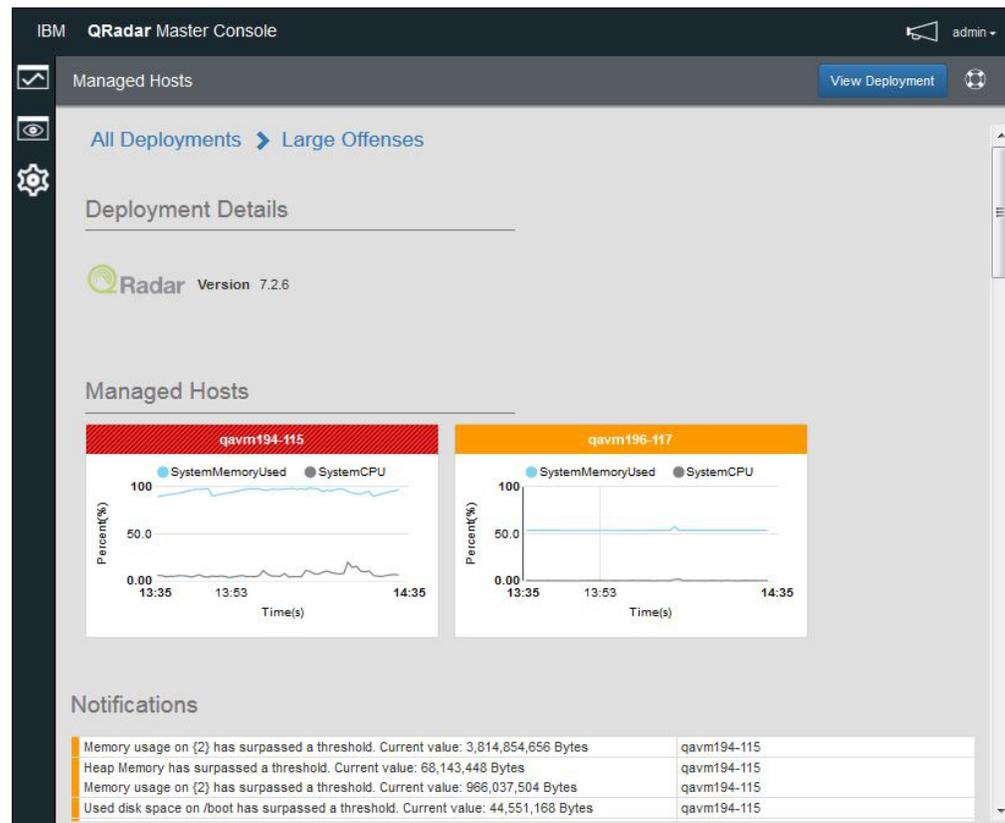 IBM QRadar Master Console admin
Managed Hosts View Deployment
All Deployments Large Offenses
Deployment Details
QRadar Version 7.2.6
Managed Hosts
qavm194-115
SystemMemoryUsed SystemCPU
100
50.0
0.00
Percent(%)
13:35 13:53 14:35
Time(s)
qavm196-117
SystemMemoryUsed SystemCPU
100
50.0
0.00
Percent(%)
13:35 13:53 14:35
Time(s)
Notifications
Memory usage on {2} has surpassed a threshold. Current value: 3,814,854,656 Bytes qavm194-115
Heap Memory has surpassed a threshold. Current value: 68,143,448 Bytes qavm194-115
Memory usage on {2} has surpassed a threshold. Current value: 966,037,504 Bytes qavm194-115
Used disk space on /boot has surpassed a threshold. Current value: 44,551,168 Bytes qavm194-115